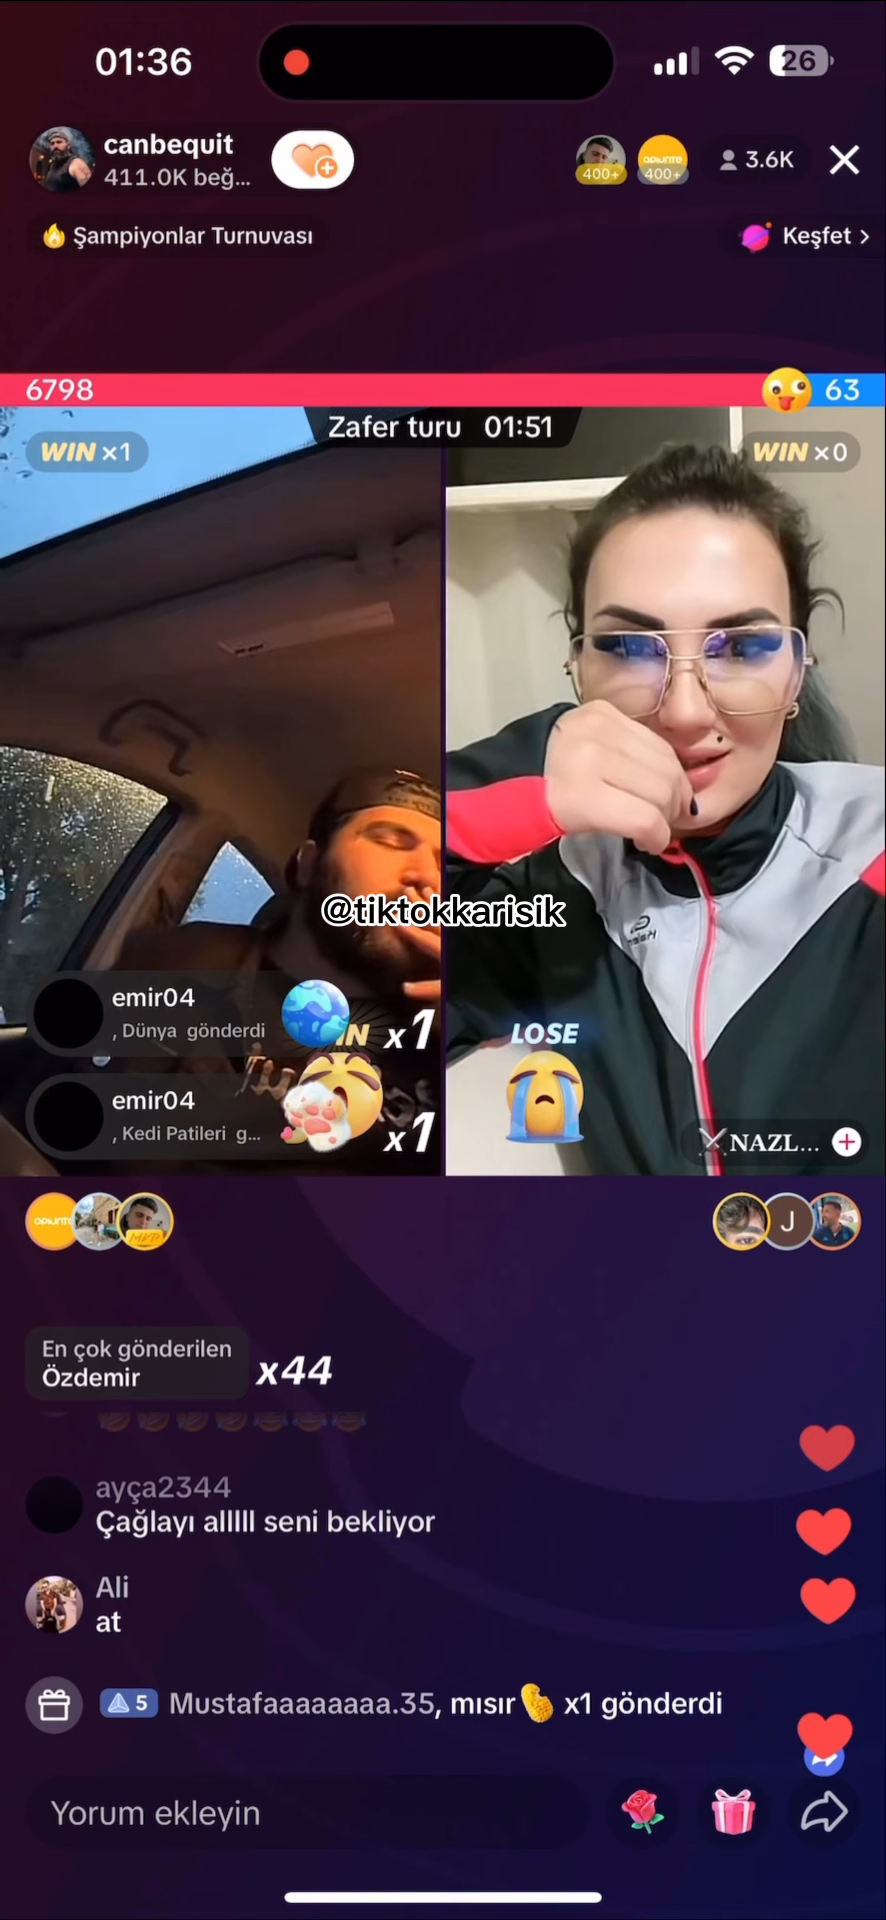 01:36
26
canbequit
411.0K beğ...
400+
400+
3.6K
Şampiyonlar Turnuvası
Keşfet >
6798
63
Zafer turu 01:51
WIN x1
WIN x0
@tiktokkarisik
emir04
, Dünya gönderdi
x1
LOSE
emir04
, Kedi Patileri g...
x1
NAZL...
MVP
J
En çok gönderilen
Özdemir
x44
ayça2344
Çağlayı alllll seni bekliyor
Ali
at
5 Mustafaaaaaaaa.35, mısır x1 gönderdi
Yorum ekleyin